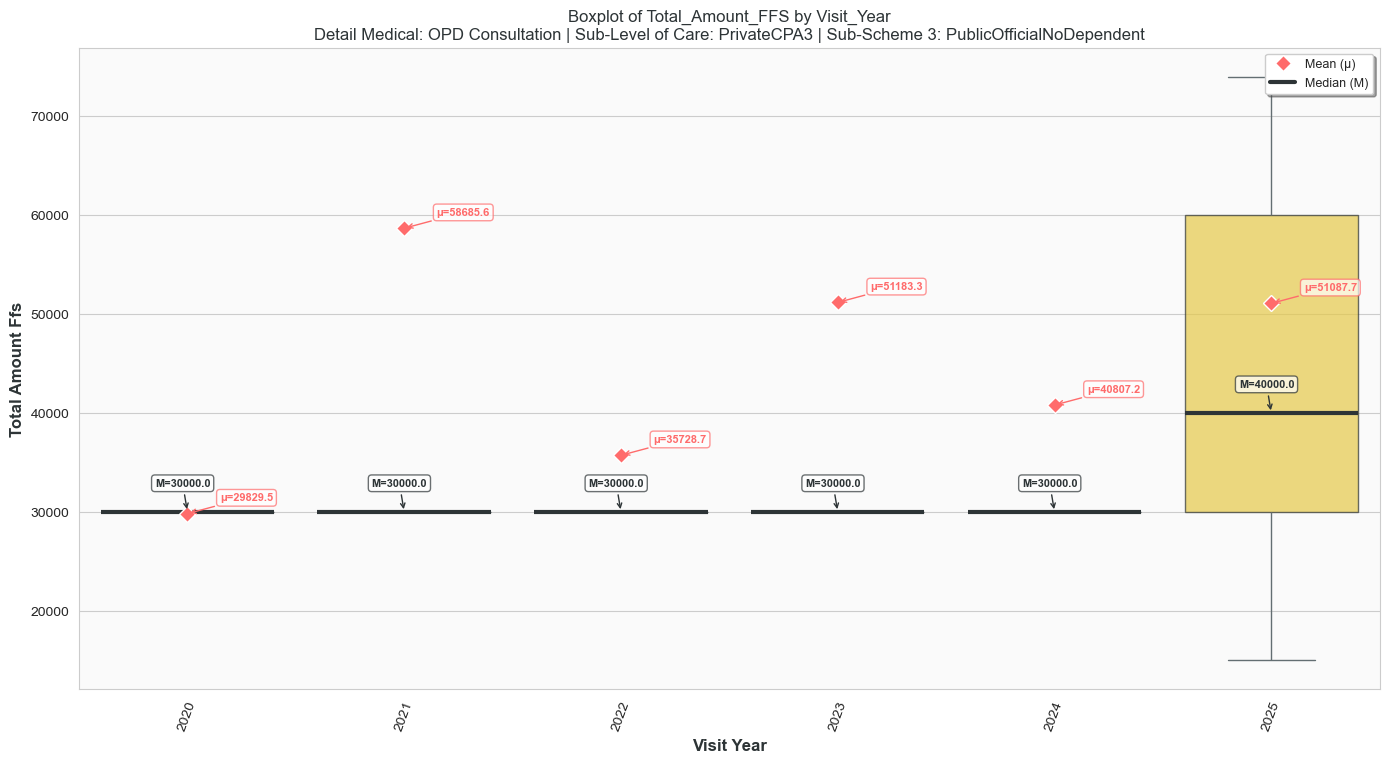 Boxplot of Total_Amount_FFS by Visit_Year
Detail Medical: OPD Consultation | Sub-Level of Care: PrivateCPA3 | Sub-Scheme 3: PublicOfficialNoDependent
Mean (μ)
Median (M)
Total Amount Ffs
70000
60000
50000
40000
30000
20000
M=30000.0
μ=29829.5
M=30000.0
μ=58685.6
M=30000.0
μ=35728.7
M=30000.0
μ=51183.3
M=30000.0
μ=40807.2
M=40000.0
μ=51087.7
2020
2021
2022
2023
2024
2025
Visit Year